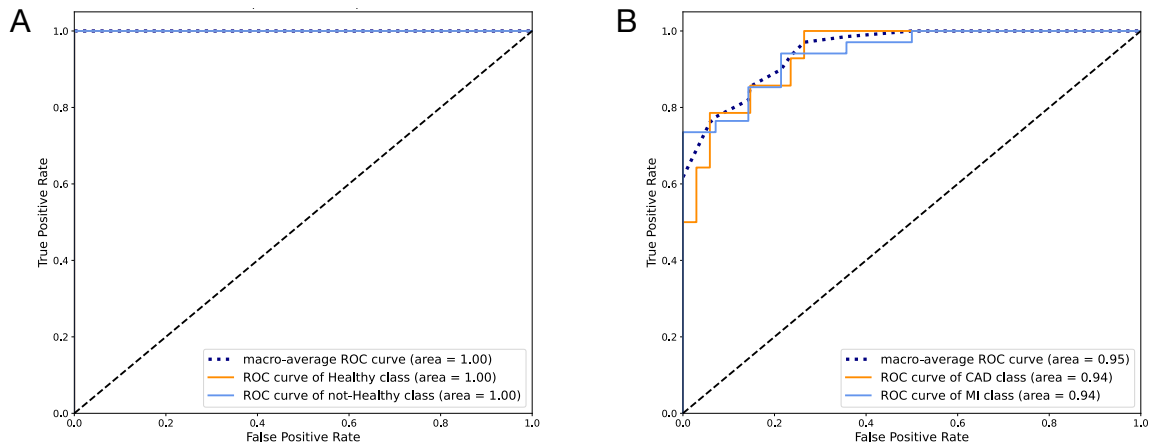 A
1.0
0.8
0.6
0.4
0.2
0.0
True Positive Rate
0.0 0.2 0.4 0.6 0.8 1.0
False Positive Rate
macro-average ROC curve (area = 1.00)
ROC curve of Healthy class (area = 1.00)
ROC curve of not-Healthy class (area = 1.00)
B
1.0
0.8
0.6
0.4
0.2
0.0
True Positive Rate
0.0 0.2 0.4 0.6 0.8 1.0
False Positive Rate
macro-average ROC curve (area = 0.95)
ROC curve of CAD class (area = 0.94)
ROC curve of MI class (area = 0.94)